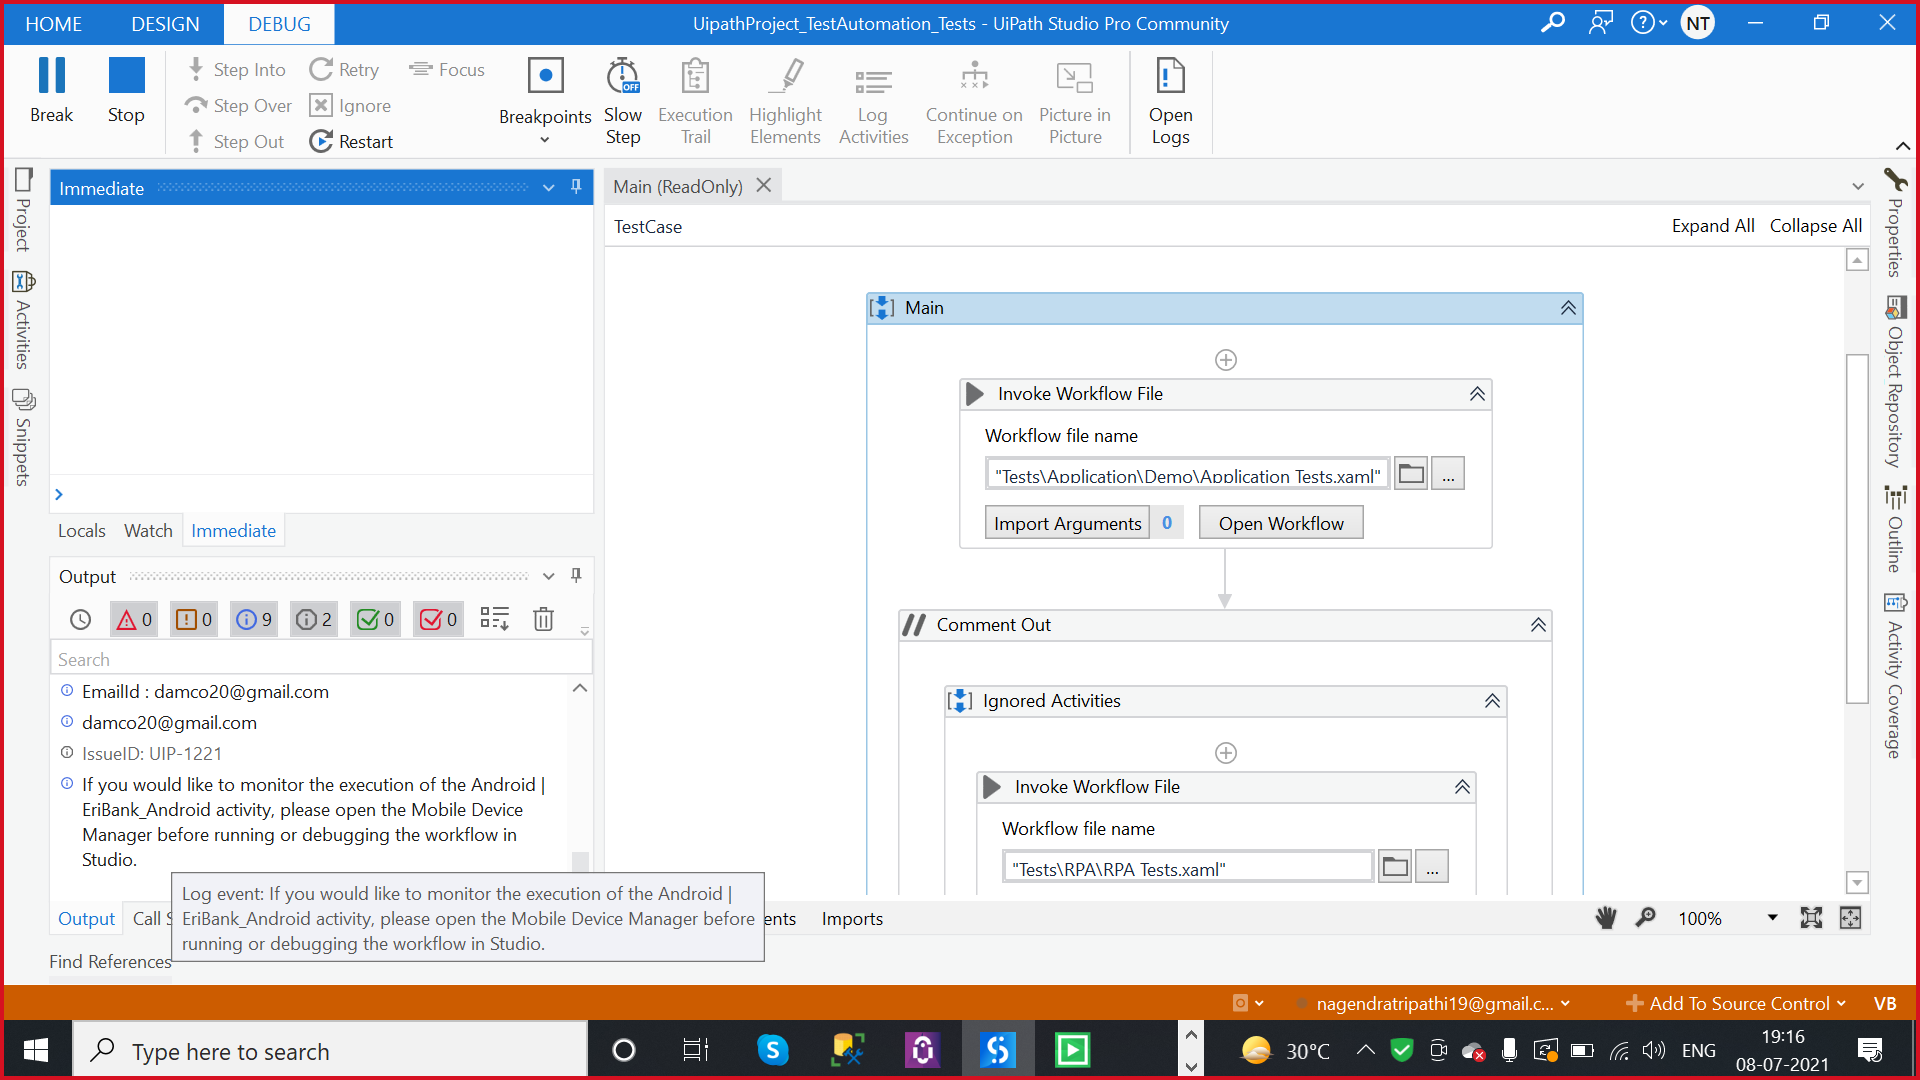 HOME DESIGN DEBUG
UipathProject_TestAutomation_Tests - UiPath Studio Pro Community
NT
Break
Stop
Step Into
Step Over
Step Out
Retry
Ignore
Restart
Focus
Breakpoints
Slow
Step
OFF
Execution
Trail
Highlight
Elements
Log
Activities
Continue on
Exception
Picture in
Picture
Open
Logs
Project
Activities
Snippets
Immediate
Locals Watch Immediate
Output
0 0 9 2 0 0
Search
EmailId : damco20@gmail.com
damco20@gmail.com
IssueID: UIP-1221
If you would like to monitor the execution of the Android |
EriBank_Android activity, please open the Mobile Device
Manager before running or debugging the workflow in
Studio.
Log event: If you would like to monitor the execution of the Android |
EriBank_Android activity, please open the Mobile Device Manager before
running or debugging the workflow in Studio.
Output Call S
Find References
Main (ReadOnly)
TestCase
Expand All Collapse All
Main
Invoke Workflow File
Workflow file name
"Tests\Application\Demo\Application Tests.xaml"
...
Import Arguments 0 Open Workflow
Comment Out
Ignored Activities
Invoke Workflow File
Workflow file name
"Tests\RPA\RPA Tests.xaml"
...
ents Imports
100%
Properties
Object Repository
Outline
Activity Coverage
nagendratripathi19@gmail.c...
Add To Source Control
VB
Type here to search
30°C
ENG
19:16
08-07-2021